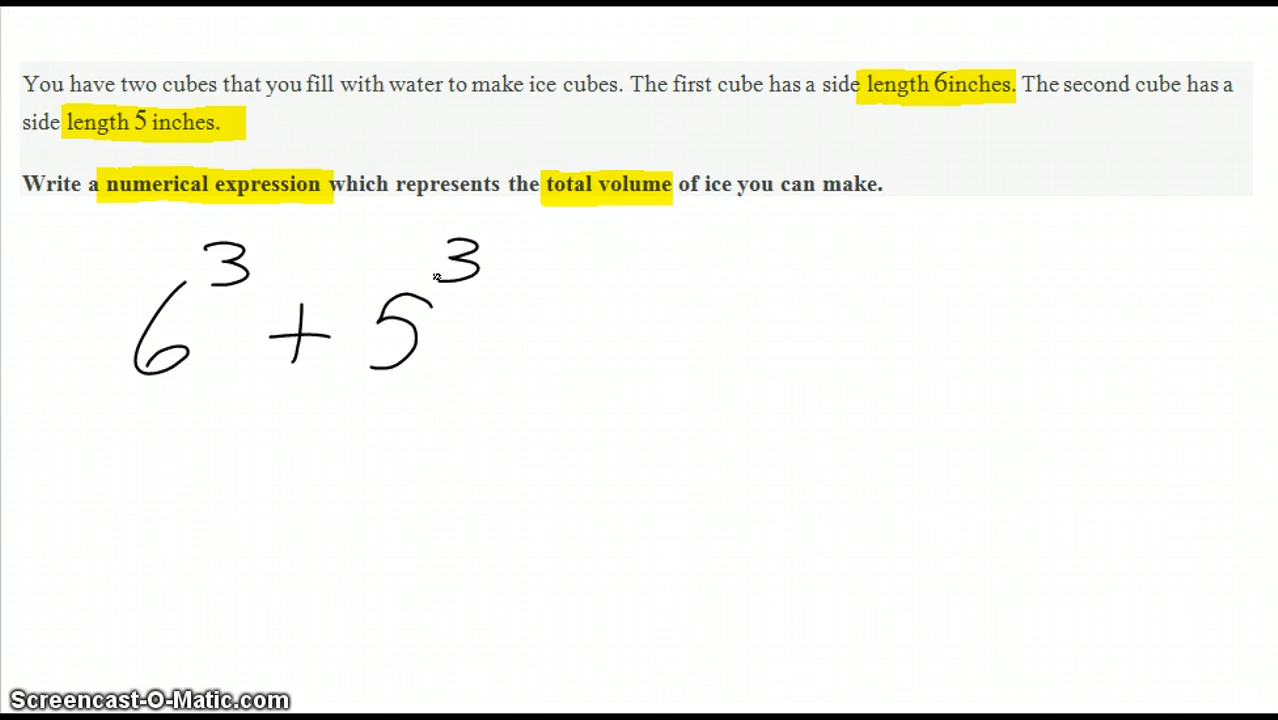 You have two cubes that you fill with water to make ice cubes. The first cube has a side length 6inches. The second cube has a
side length 5 inches.
Write a numerical expression which represents the total volume of ice you can make.
6³ + 5³
Screencast-O-Matic.com